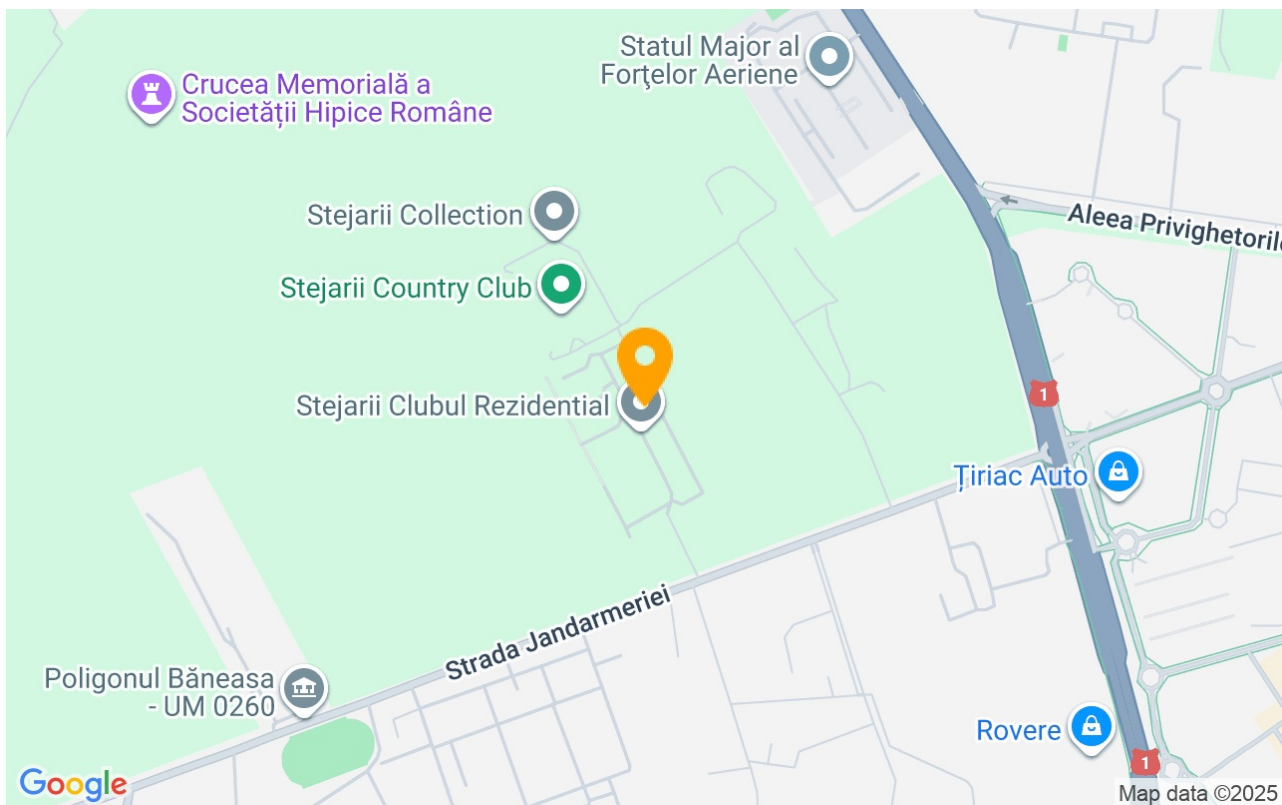 Statul Major al
Forţelor Aeriene
Crucea Memorială a
Societății Hipice Române
Stejarii Collection
Aleea Privighetoril
Stejarii Country Club
1
Stejarii Clubul Rezidential
Țiriac Auto
Strada Jandarmeriei
Poligonul Băneasa
- UM 0260
Rovere
1
Google
Map data ©2025